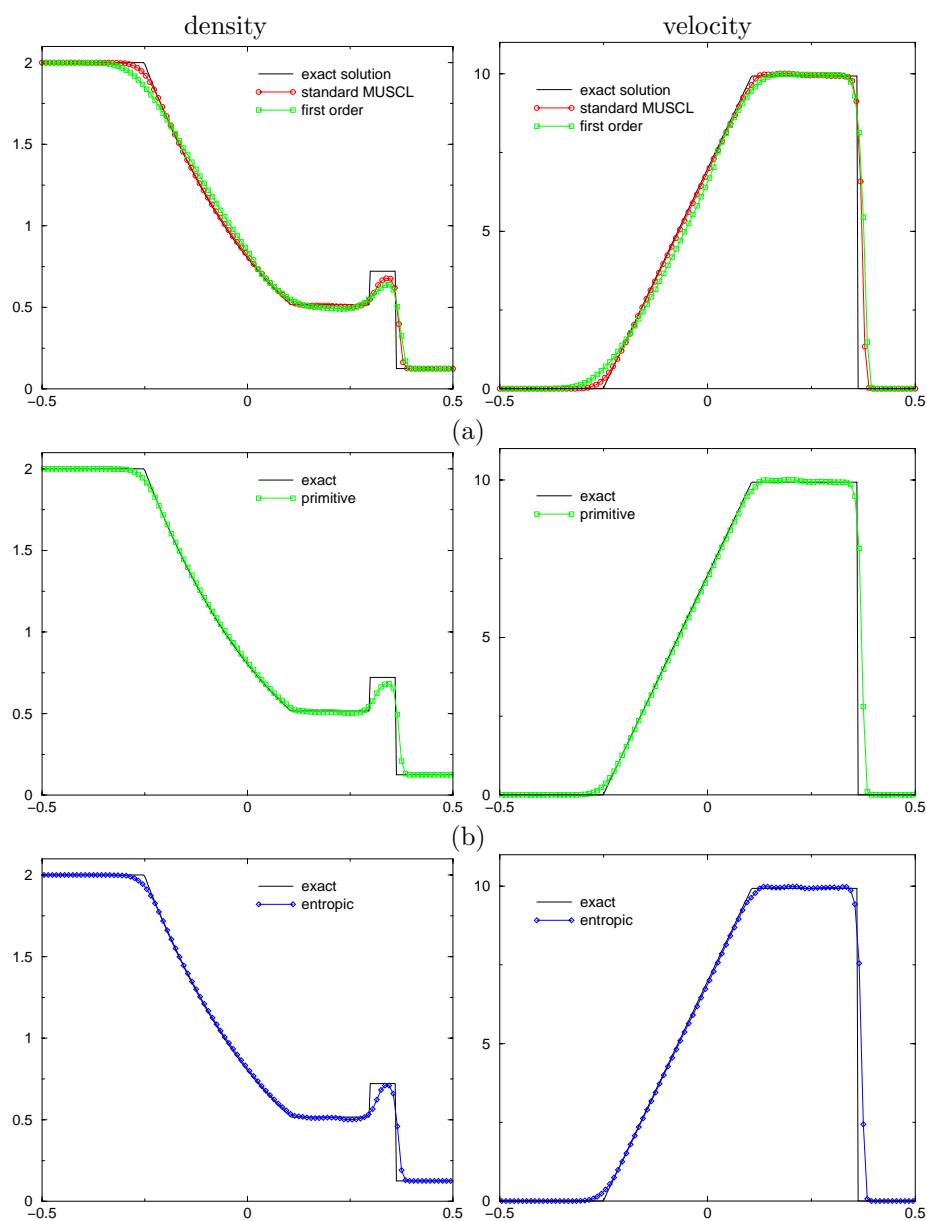 density velocity
2
1.5
1
0.5
0
−0.5 0 0.5
exact solution
standard MUSCL
first order
10
5
0
−0.5 0 0.5
exact solution
standard MUSCL
first order
(a)
2
1.5
1
0.5
0
−0.5 0 0.5
exact
primitive
10
5
0
−0.5 0 0.5
exact
primitive
(b)
2
1.5
1
0.5
0
−0.5 0 0.5
exact
entropic
10
5
0
−0.5 0 0.5
exact
entropic